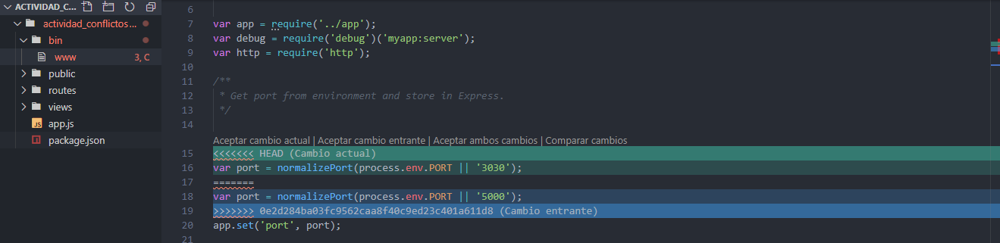 ACTIVIDAD_C...
actividad_conflictos...
bin
www 3, C
public
routes
views
JS app.js
package.json
6
7 var app = require('../app');
8 var debug = require('debug')('myapp:server');
9 var http = require('http');
10
11 /**
12 * Get port from environment and store in Express.
13 */
14
Aceptar cambio actual | Aceptar cambio entrante | Aceptar ambos cambios | Comparar cambios
15 <<<<<<< HEAD (Cambio actual)
16 var port = normalizePort(process.env.PORT || '3030');
17 =======
18 var port = normalizePort(process.env.PORT || '5000');
19 >>>>>>> 0e2d284ba03fc9562caa8f40c9ed23c401a611d8 (Cambio entrante)
20 app.set('port', port);
21